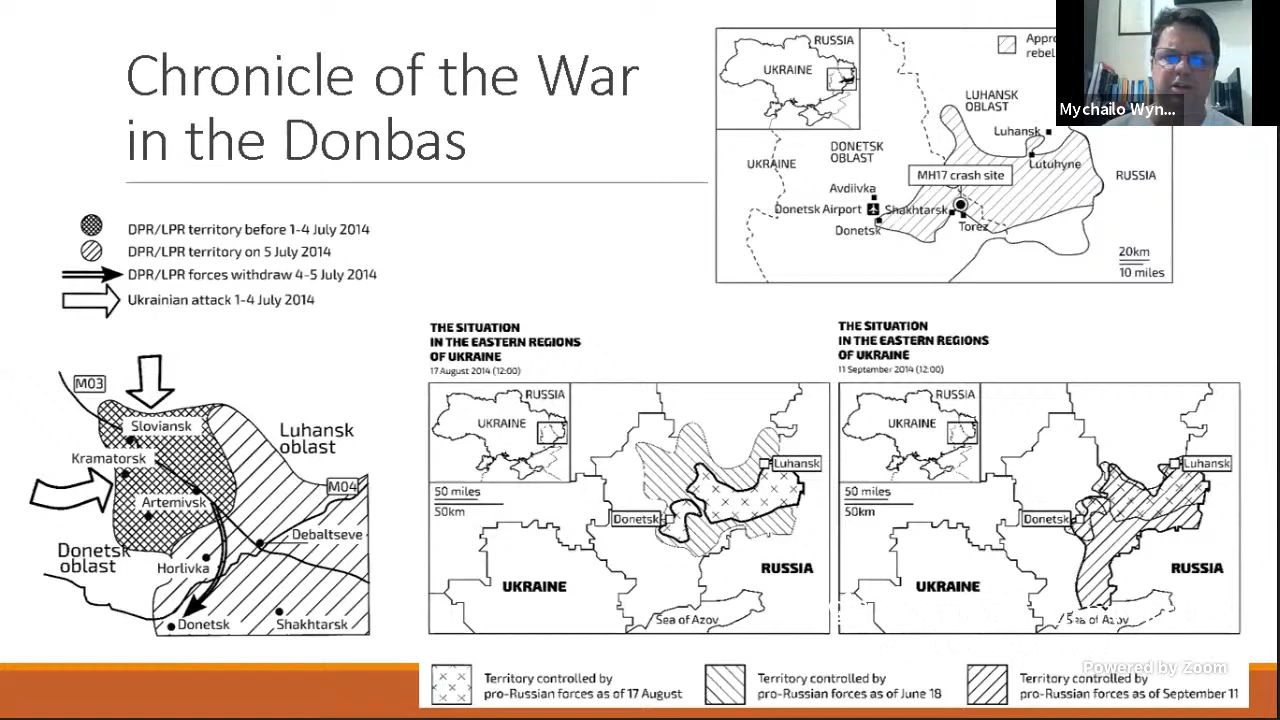 Chronicle of the War
in the Donbas
DPR/LPR territory before 1-4 July 2014
DPR/LPR territory on 5 July 2014
DPR/LPR forces withdraw 4-5 July 2014
Ukrainian attack 1-4 July 2014
M03
Sloviansk
Kramatorsk
Artemivsk
Luhansk
oblast
M04
Donetsk
oblast
Debaltseve
Horlivka
Donetsk
Shakhtarsk
RUSSIA
UKRAINE
LUHANSK
OBLAST
Luhansk
Lutuhyne
UKRAINE
DONETSK
OBLAST
MH17 crash site
RUSSIA
Avdiivka
Donetsk Airport
Shakhtarsk
Donetsk
Torez
20km
10 miles
Mychailo Wyn...
THE SITUATION
IN THE EASTERN REGIONS
OF UKRAINE
17 August 2014 (12:00)
RUSSIA
UKRAINE
50 miles
50km
Luhansk
Donetsk
UKRAINE
RUSSIA
Sea of Azov
THE SITUATION
IN THE EASTERN REGIONS
OF UKRAINE
11 September 2014 (12:00)
RUSSIA
UKRAINE
50 miles
50km
Luhansk
Donetsk
UKRAINE
RUSSIA
Sea of Azov
Powered by Zoom
Territory controlled by
pro-Russian forces as of 17 August
Territory controlled by
pro-Russian forces as of June 18
Territory controlled by
pro-Russian forces as of September 11